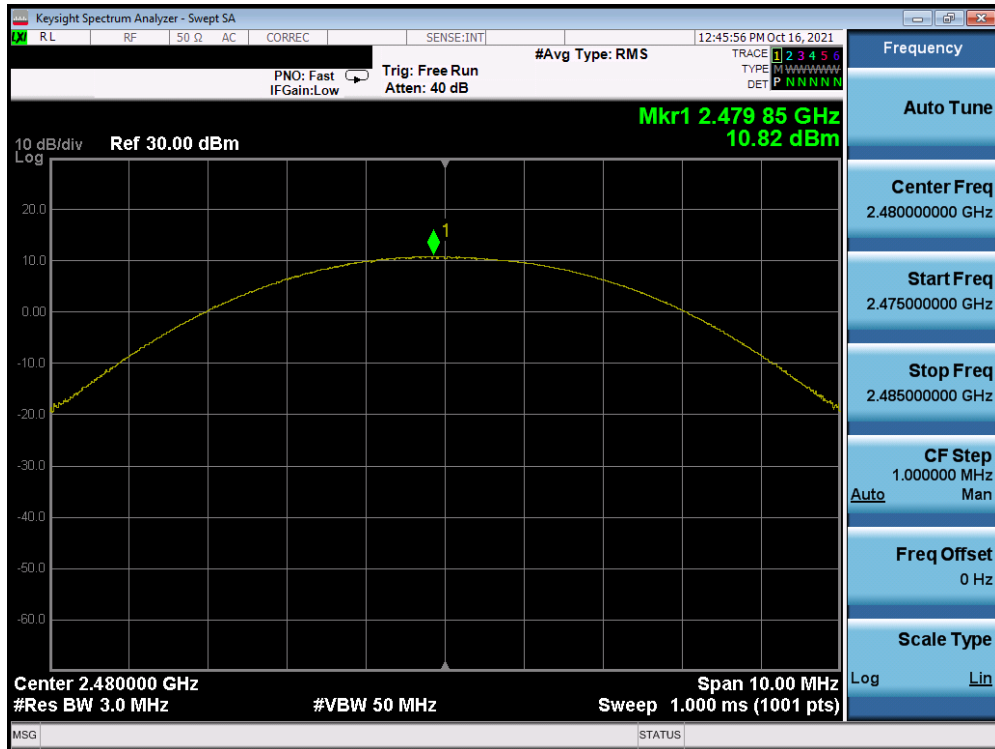 Keysight Spectrum Analyzer - Swept SA
LXI RL RF 50 Ω AC CORREC SENSE:INT 12:45:56 PM Oct 16, 2021
#Avg Type: RMS TRACE 1 2 3 4 5 6
PNO: Fast Trig: Free Run TYPE M W W W W W
IFGain:Low Atten: 40 dB DET P N N N N N
Mkr1 2.479 85 GHz
10.82 dBm
10 dB/div Ref 30.00 dBm
Log
1
20.0
10.0
0.00
-10.0
-20.0
-30.0
-40.0
-50.0
-60.0
Center 2.480000 GHz Span 10.00 MHz
#Res BW 3.0 MHz #VBW 50 MHz Sweep 1.000 ms (1001 pts)
MSG STATUS
Frequency
Auto Tune
Center Freq
2.480000000 GHz
Start Freq
2.475000000 GHz
Stop Freq
2.485000000 GHz
CF Step
1.000000 MHz
Auto Man
Freq Offset
0 Hz
Scale Type
Log Lin